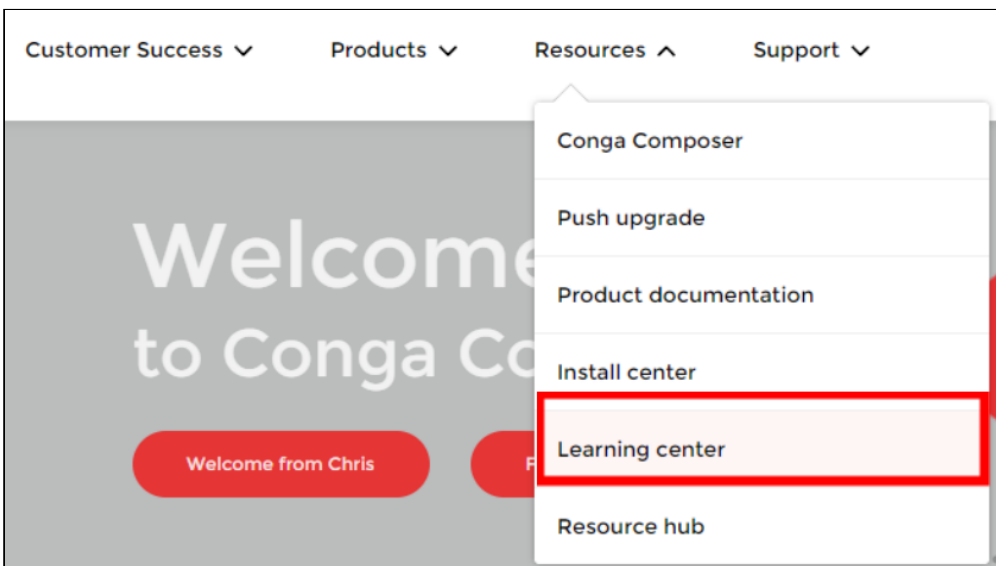 Customer Success
Products
Resources
Support
Conga Composer
Push upgrade
Product documentation
Install center
Learning center
Resource hub
Welcome
to Conga Co
Welcome from Chris
F